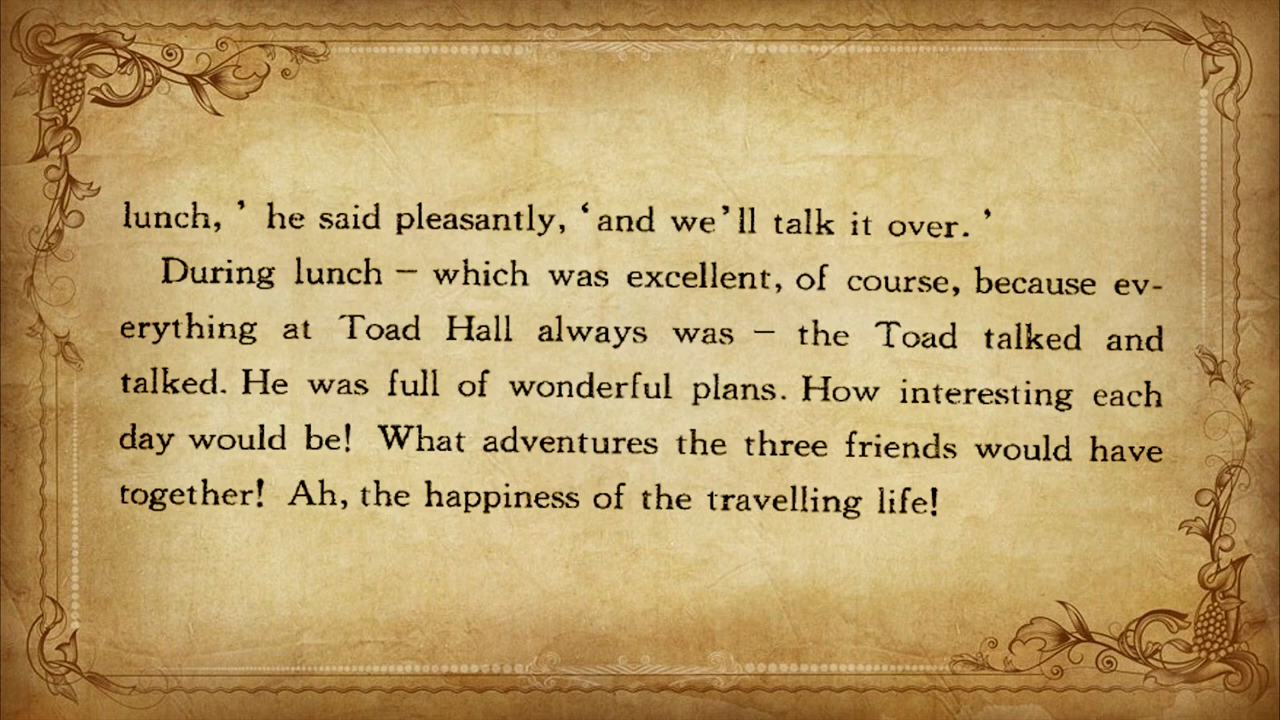 lunch,’ he said pleasantly, ‘and we’ll talk it over.’
During lunch – which was excellent, of course, because ev-
erything at Toad Hall always was – the Toad talked and
talked. He was full of wonderful plans. How interesting each
day would be! What adventures the three friends would have
together! Ah, the happiness of the travelling life!